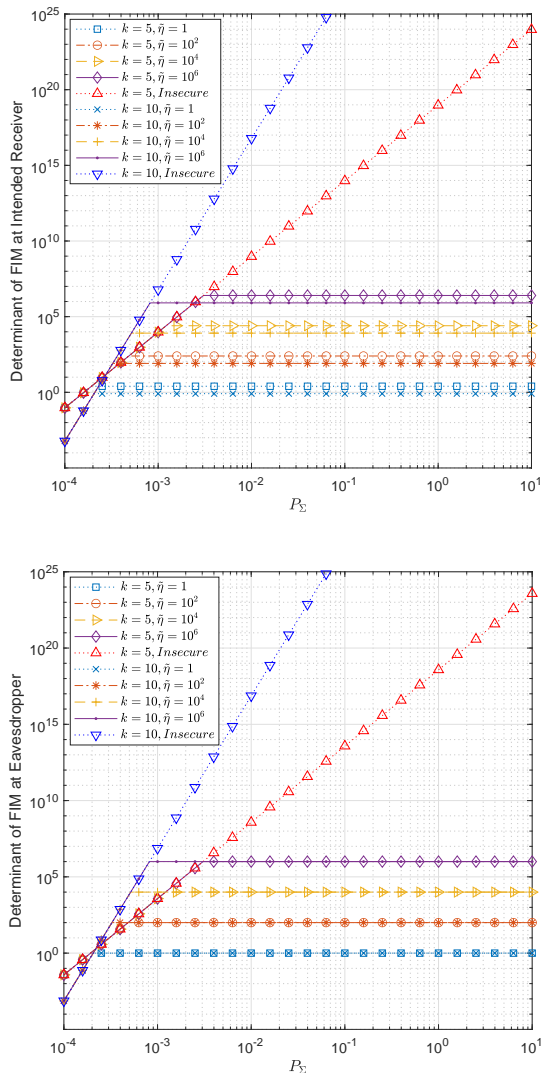 Determinant of FIM at Intended Receiver
10^25
10^20
10^15
10^10
10^5
10^0
k = 5, η̃ = 1
k = 5, η̃ = 10^2
k = 5, η̃ = 10^4
k = 5, η̃ = 10^6
k = 5, Insecure
k = 10, η̃ = 1
k = 10, η̃ = 10^2
k = 10, η̃ = 10^4
k = 10, η̃ = 10^6
k = 10, Insecure
10^-4 10^-3 10^-2 10^-1 10^0 10^1
P_Σ
Determinant of FIM at Eavesdropper
10^25
10^20
10^15
10^10
10^5
10^0
k = 5, η̃ = 1
k = 5, η̃ = 10^2
k = 5, η̃ = 10^4
k = 5, η̃ = 10^6
k = 5, Insecure
k = 10, η̃ = 1
k = 10, η̃ = 10^2
k = 10, η̃ = 10^4
k = 10, η̃ = 10^6
k = 10, Insecure
10^-4 10^-3 10^-2 10^-1 10^0 10^1
P_Σ